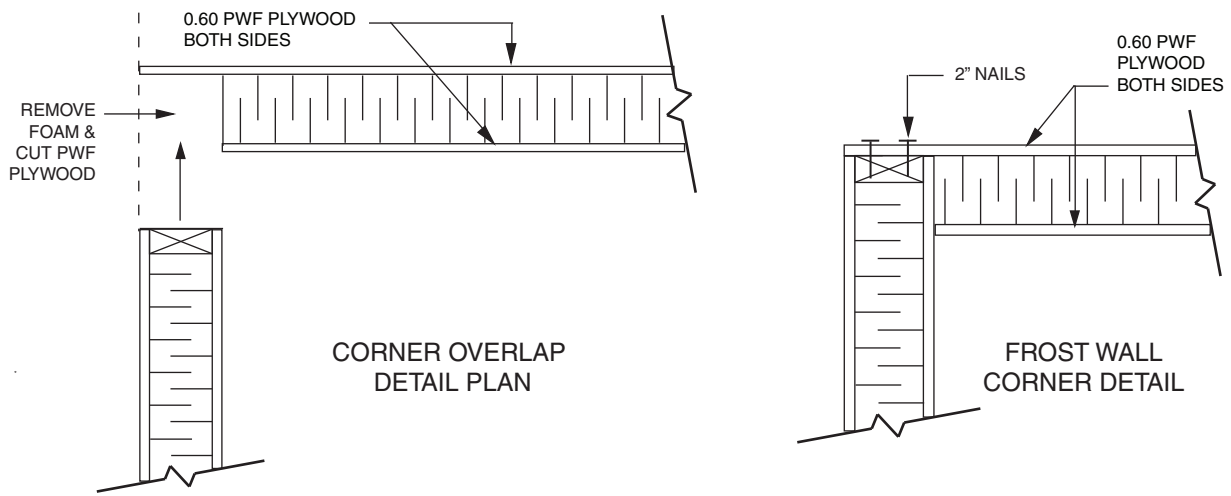 0.60 PWF PLYWOOD
BOTH SIDES
REMOVE
FOAM &
CUT PWF
PLYWOOD
CORNER OVERLAP
DETAIL PLAN
2” NAILS
0.60 PWF
PLYWOOD
BOTH SIDES
FROST WALL
CORNER DETAIL